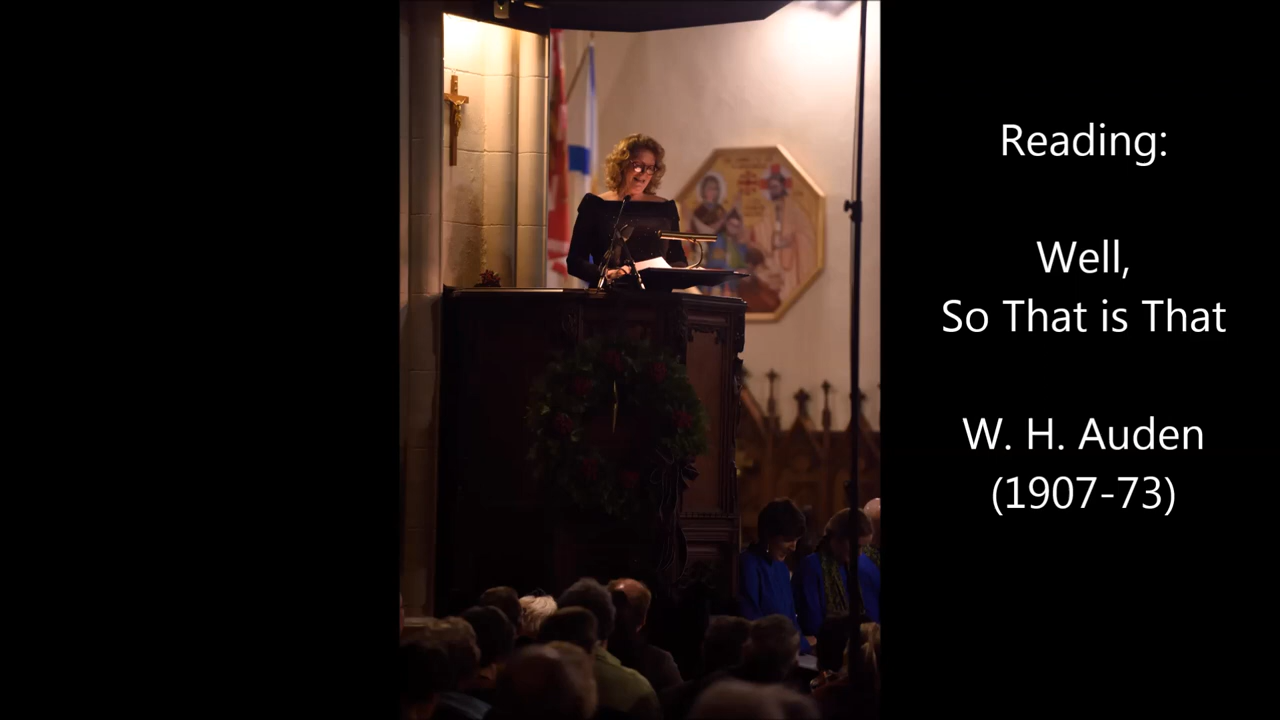 Reading:
Well,
So That is That
W. H. Auden
(1907-73)